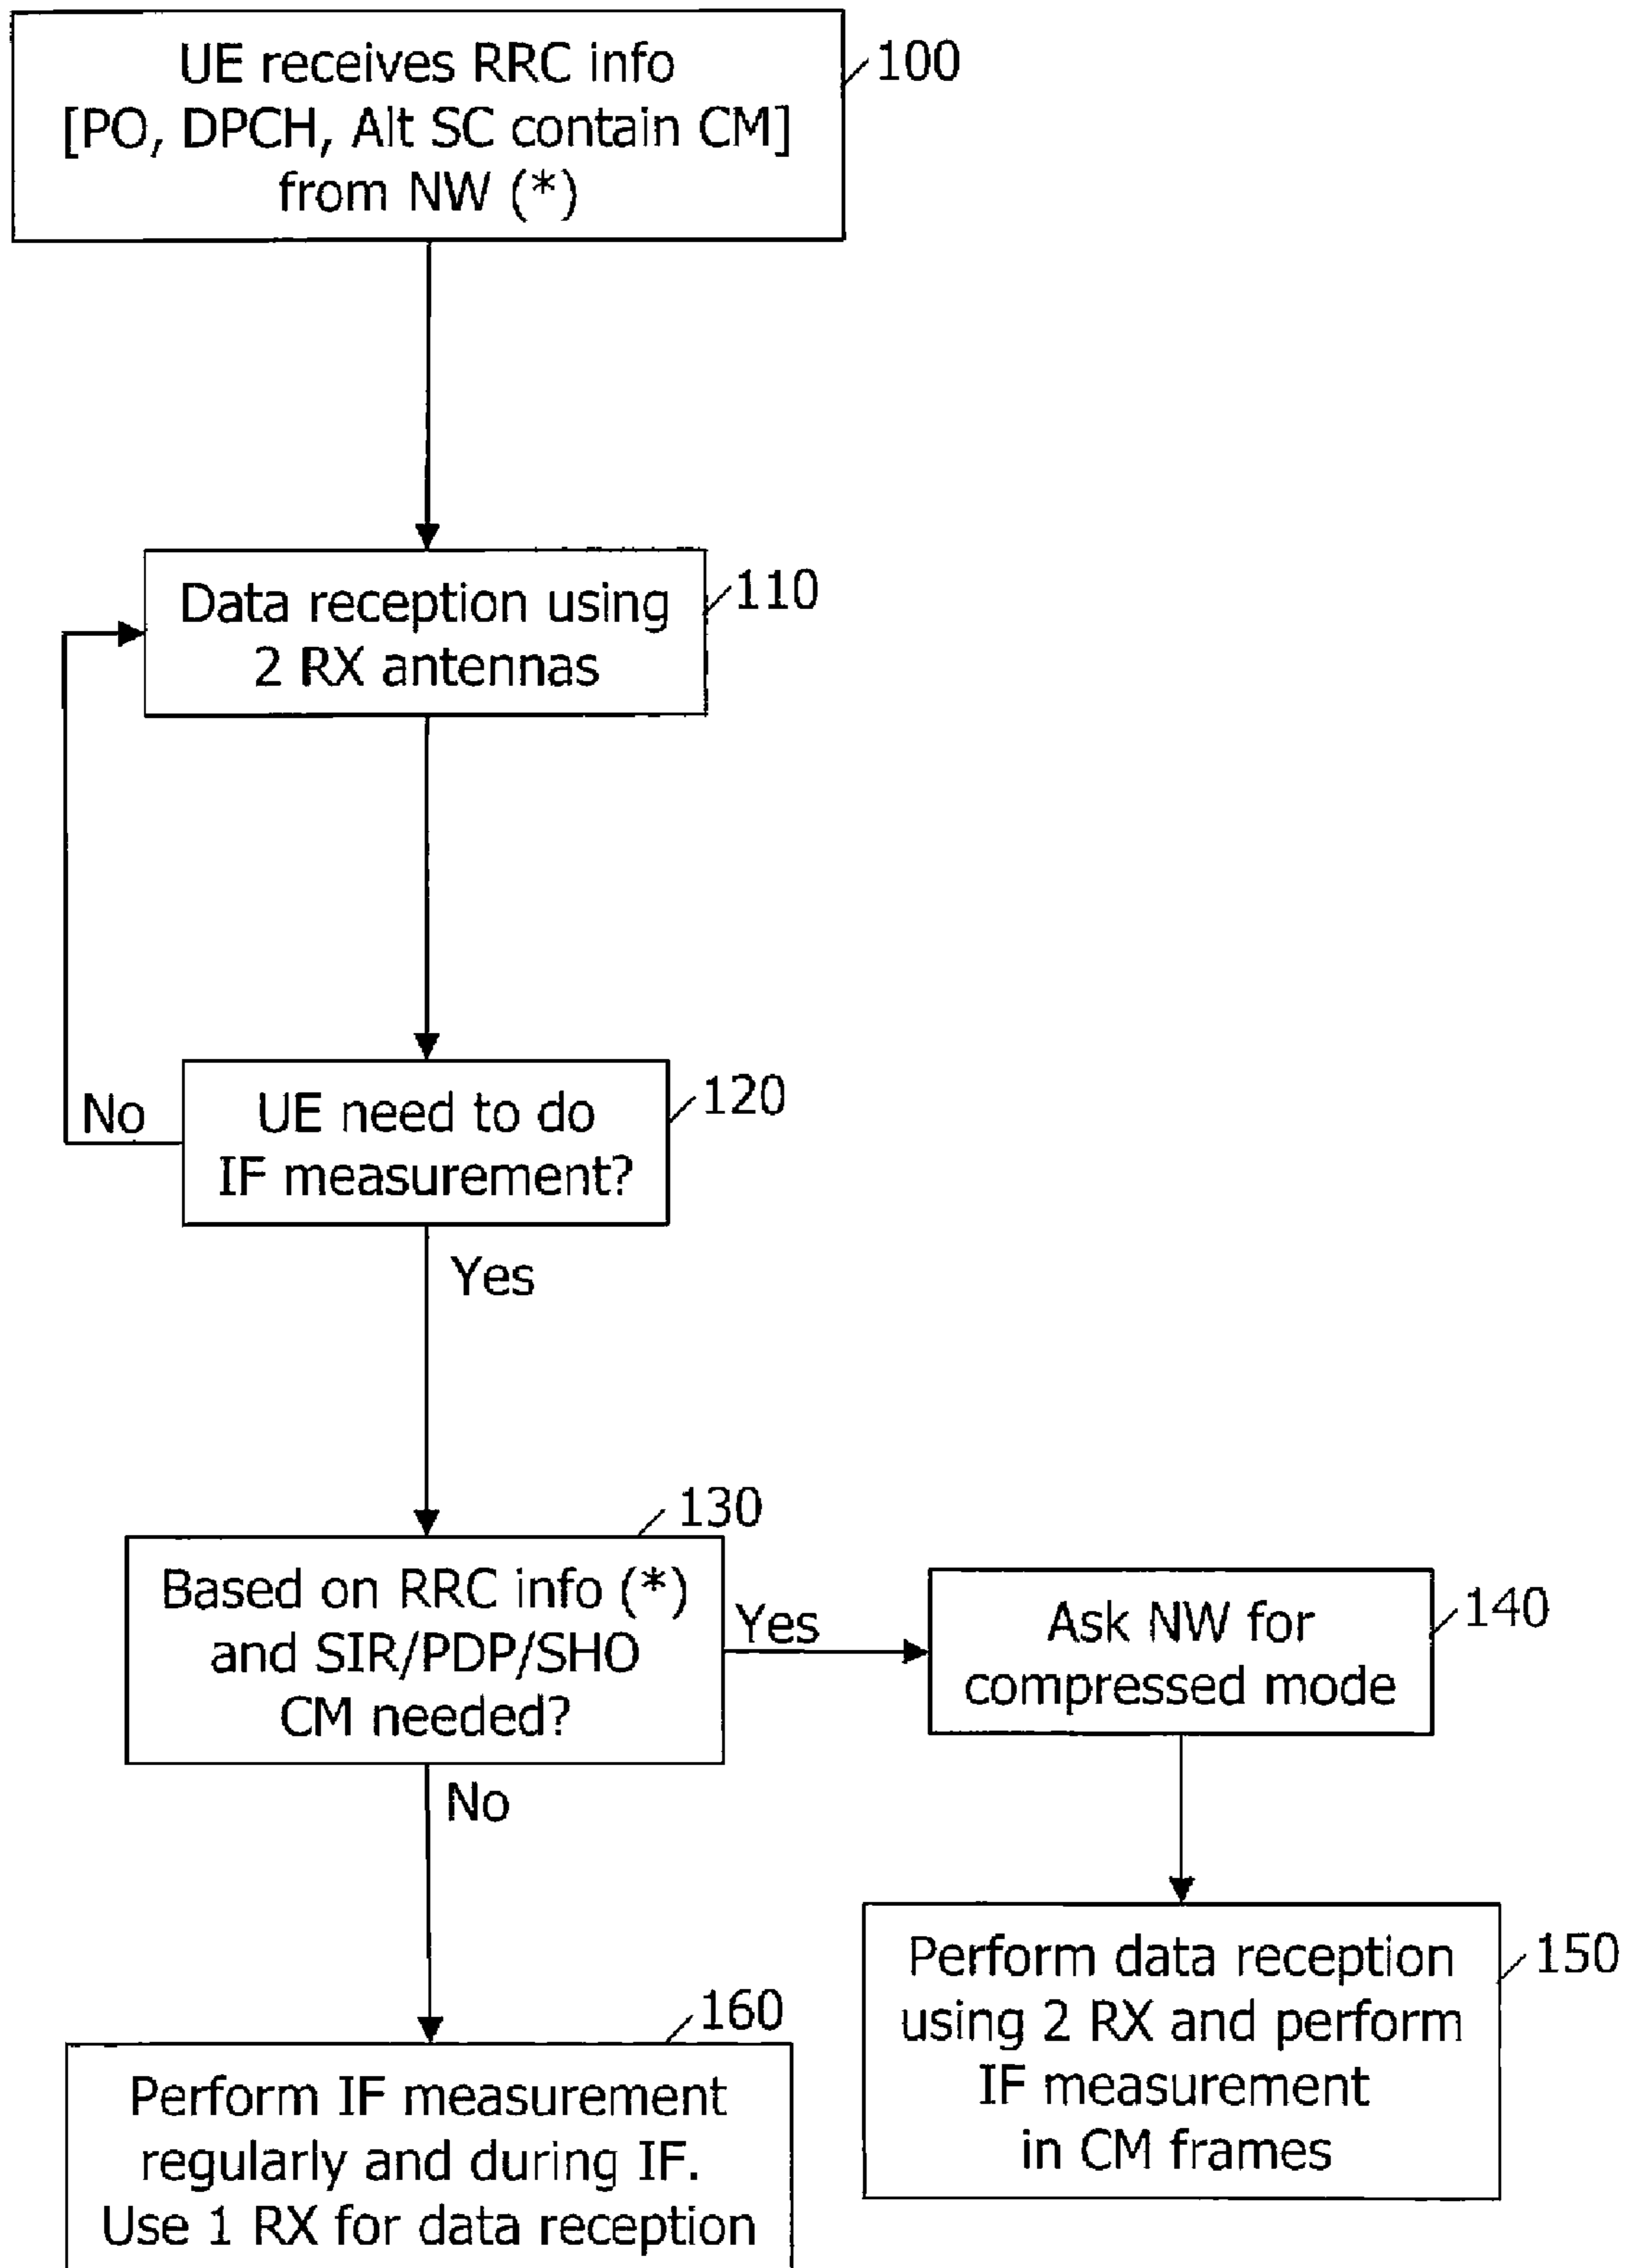 UE receives RRC info
[PO, DPCH, Alt SC contain CM]
from NW (*)
100
Data reception using
2 RX antennas
110
UE need to do
IF measurement?
120
No
Yes
Based on RRC info (*)
and SIR/PDP/SHO
CM needed?
130
Yes
Ask NW for
compressed mode
140
No
Perform data reception
using 2 RX and perform
IF measurement
in CM frames
150
Perform IF measurement
regularly and during IF.
Use 1 RX for data reception
160